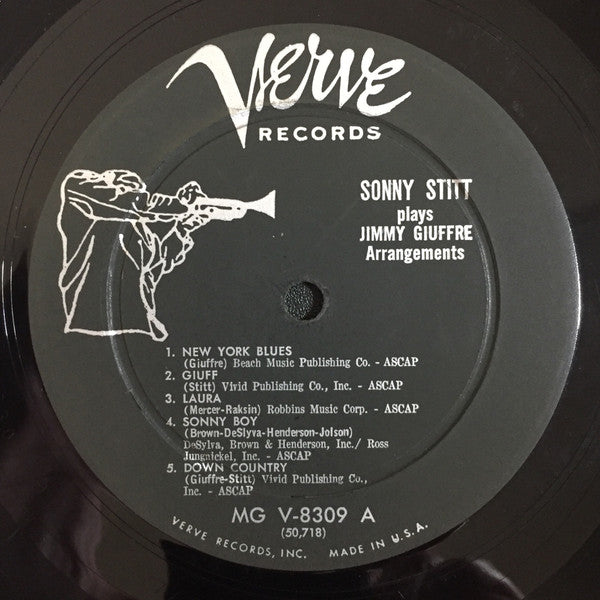 Verve
RECORDS
SONNY STITT
plays
JIMMY GIUFFRE
Arrangements
1. NEW YORK BLUES
(Giuffre) Beach Music Publishing Co. - ASCAP
2. GIUFF
(Stitt) Vivid Publishing Co., Inc. - ASCAP
3. LAURA
(Mercer-Raksin) Robbins Music Corp. - ASCAP
4. SONNY BOY
(Brown-DeSlyva-Henderson-Jolson)
DeSylva, Brown & Henderson, Inc./ Ross
Jungnickel, Inc. - ASCAP
5. DOWN COUNTRY
(Giuffre-Stitt) Vivid Publishing Co.,
Inc. - ASCAP
MG V-8309 A
(50,718)
VERVE RECORDS, INC. MADE IN U.S.A.